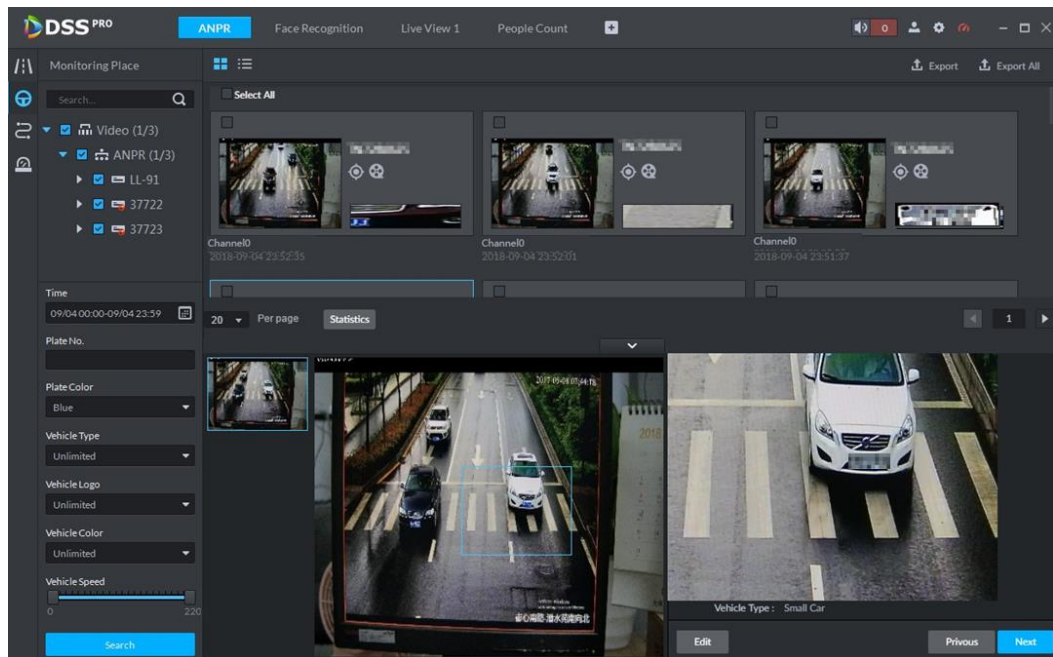 DSS PRO
ANPR
Face Recognition
Live View 1
People Count
0
Monitoring Place
Export
Export All
Search...
Select All
Video (1/3)
ANPR (1/3)
LL-91
37722
37723
Channel0
2018-09-04 23:52:35
Channel0
2018-09-04 23:52:01
Channel0
2018-09-04 23:51:37
Time
09/04 00:00-09/04 23:59
20
Per page
Statistics
1
Plate No.
Plate Color
Blue
Vehicle Type
Unlimited
Vehicle Logo
Unlimited
Vehicle Color
Unlimited
Vehicle Speed
0
220
Search
2018
Vehicle Type : Small Car
Edit
Privous
Next